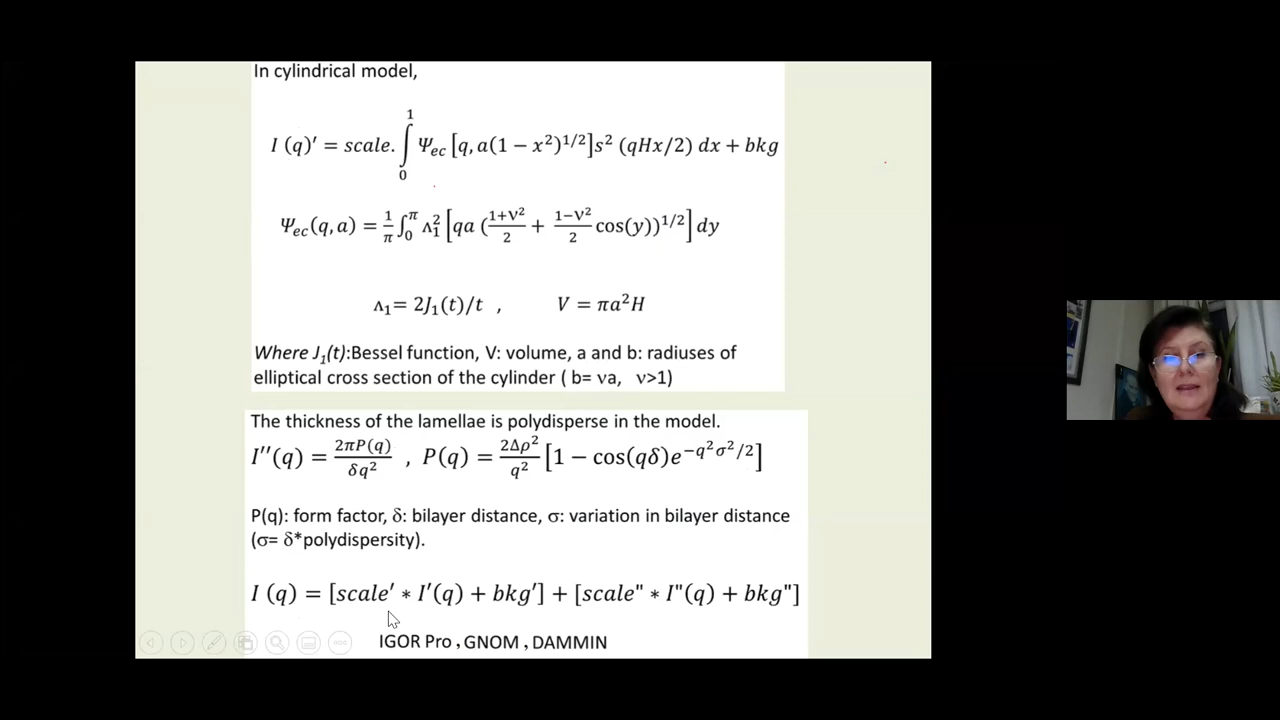 In cylindrical model,
I (q)′ = scale. ∫₀¹ Ψec [q, a(1 − x²)^1/2]s² (qHx/2) dx + bkg
Ψec(q, a) = 1/π ∫₀^π Λ₁² [qa (1+ν²/2 + 1−ν²/2 cos(y))^1/2] dy
Λ₁= 2J₁(t)/t , V = πa²H
Where J₁(t):Bessel function, V: volume, a and b: radiuses of
elliptical cross section of the cylinder ( b= νa, ν>1)
The thickness of the lamellae is polydisperse in the model.
I′′(q) = 2πP(q)/δq² , P(q) = 2Δρ²/q² [1 − cos(qδ)e^−q²σ²/2]
P(q): form factor, δ: bilayer distance, σ: variation in bilayer distance
(σ= δ*polydispersity).
I (q) = [scale′ ∗ I′(q) + bkg′] + [scale" ∗ I"(q) + bkg"]
IGOR Pro , GNOM , DAMMIN